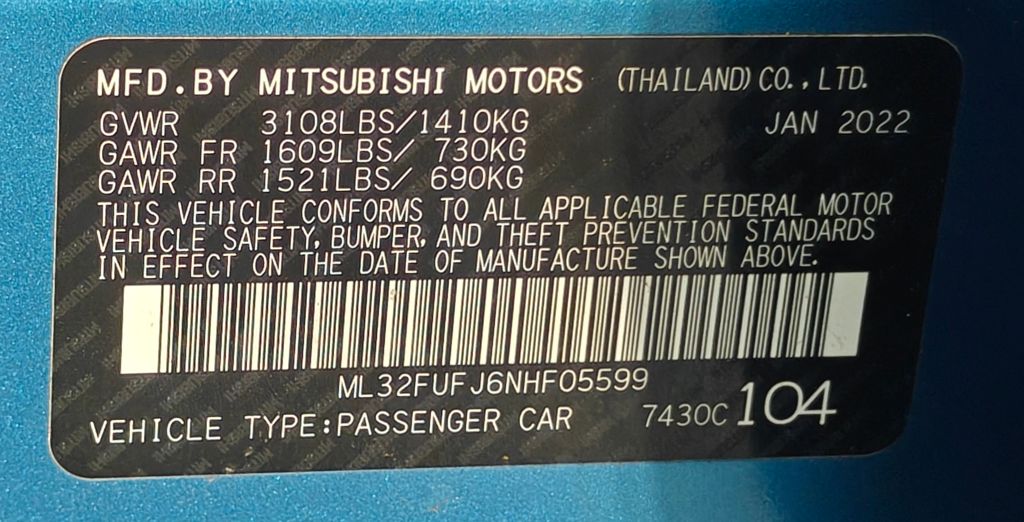 MFD.BY MITSUBISHI MOTORS (THAILAND) CO., LTD.
GVWR 3108LBS/1410KG JAN 2022
GAWR FR 1609LBS/ 730KG
GAWR RR 1521LBS/ 690KG
THIS VEHICLE CONFORMS TO ALL APPLICABLE FEDERAL MOTOR
VEHICLE SAFETY, BUMPER, AND THEFT PREVENTION STANDARDS
IN EFFECT ON THE DATE OF MANUFACTURE SHOWN ABOVE.
ML32FUFJ6NHF05599
VEHICLE TYPE:PASSENGER CAR 7430C 104